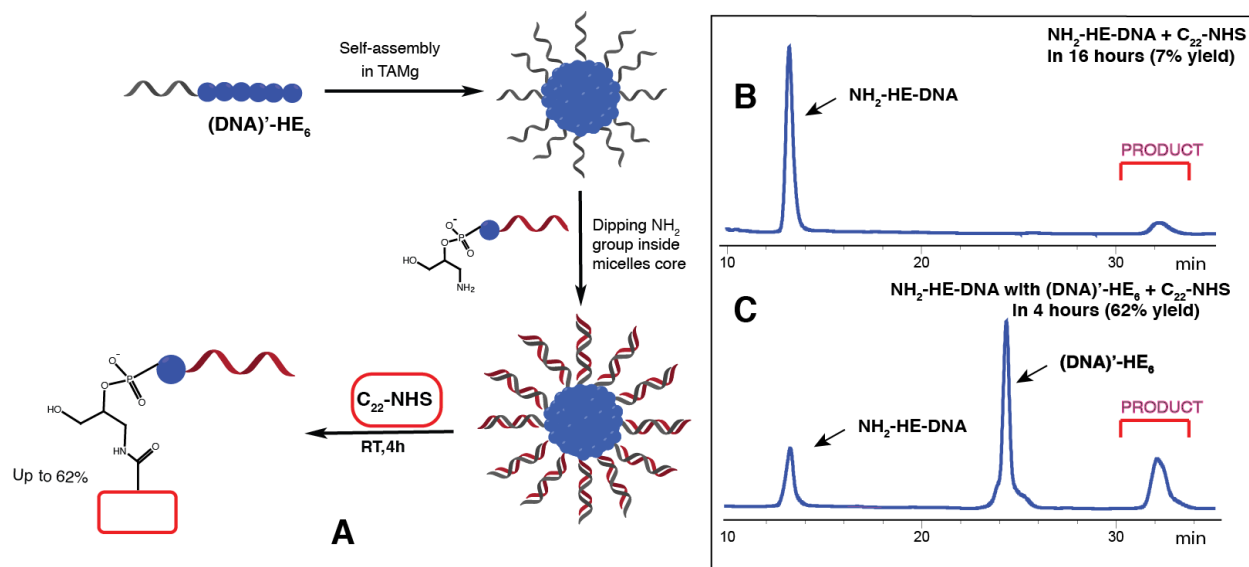 Self-assembly
in TAMg
(DNA)'-HE6
O-
P
O
O
HO
NH2
Dipping NH2
group inside
micelles core
O-
P
O
O
HO
HN
O
Up to 62%
C22-NHS
RT,4h
A
NH2-HE-DNA + C22-NHS
In 16 hours (7% yield)
B
NH2-HE-DNA
PRODUCT
10
20
30
min
NH2-HE-DNA with (DNA)'-HE6 + C22-NHS
In 4 hours (62% yield)
C
(DNA)'-HE6
NH2-HE-DNA
PRODUCT
10
20
30
min